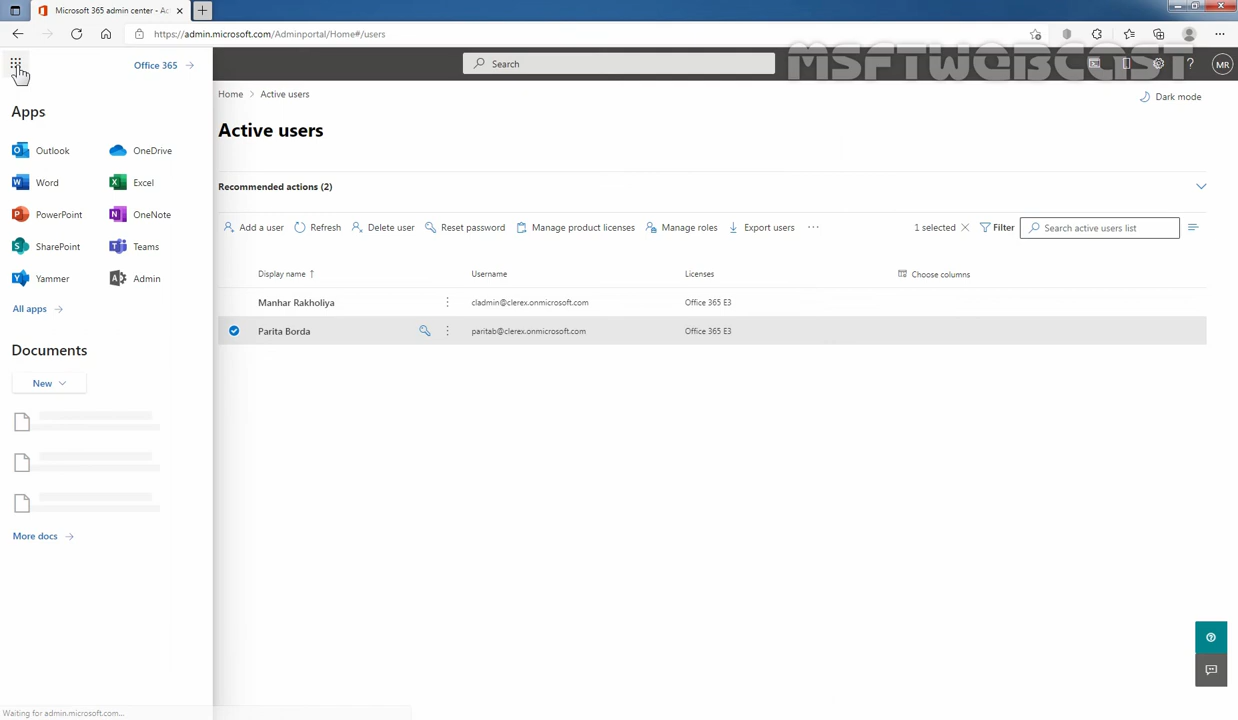 Microsoft 365 admin center - Ac
https://admin.microsoft.com/Adminportal/Home#/users
Office 365
Search
MSFTWEBCAST
MR
Apps
Outlook
OneDrive
Word
Excel
PowerPoint
OneNote
SharePoint
Teams
Yammer
Admin
All apps
Documents
New
More docs
Home > Active users
Dark mode
Active users
Recommended actions (2)
Add a user Refresh Delete user Reset password Manage product licenses Manage roles Export users ··· 1 selected Filter Search active users list
Display name ↑ Username Licenses Choose columns
Manhar Rakholiya cladmin@clerex.onmicrosoft.com Office 365 E3
Parita Borda paritab@clerex.onmicrosoft.com Office 365 E3
Waiting for admin.microsoft.com...